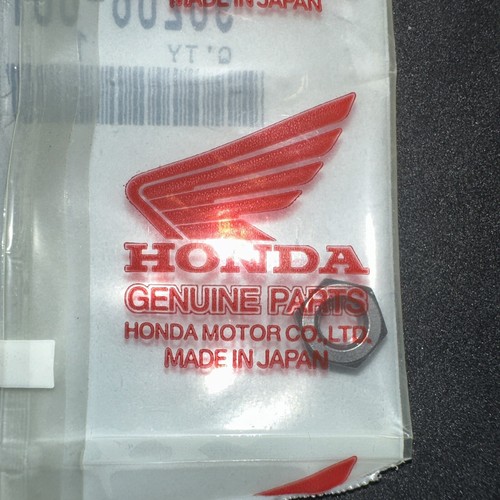 MADE IN JAPAN
Q'TY
HONDA
GENUINE PARTS
HONDA MOTOR CO., LTD.
MADE IN JAPAN